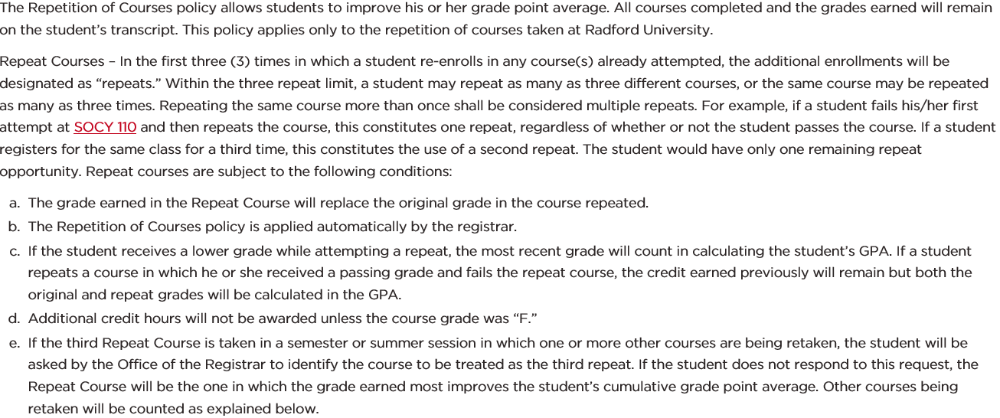 The Repetition of Courses policy allows students to improve his or her grade point average. All courses completed and the grades earned will remain
on the student’s transcript. This policy applies only to the repetition of courses taken at Radford University.
Repeat Courses – In the first three (3) times in which a student re-enrolls in any course(s) already attempted, the additional enrollments will be
designated as “repeats.” Within the three repeat limit, a student may repeat as many as three different courses, or the same course may be repeated
as many as three times. Repeating the same course more than once shall be considered multiple repeats. For example, if a student fails his/her first
attempt at SOCY 110 and then repeats the course, this constitutes one repeat, regardless of whether or not the student passes the course. If a student
registers for the same class for a third time, this constitutes the use of a second repeat. The student would have only one remaining repeat
opportunity. Repeat courses are subject to the following conditions:
a. The grade earned in the Repeat Course will replace the original grade in the course repeated.
b. The Repetition of Courses policy is applied automatically by the registrar.
c. If the student receives a lower grade while attempting a repeat, the most recent grade will count in calculating the student’s GPA. If a student
repeats a course in which he or she received a passing grade and fails the repeat course, the credit earned previously will remain but both the
original and repeat grades will be calculated in the GPA.
d. Additional credit hours will not be awarded unless the course grade was “F.”
e. If the third Repeat Course is taken in a semester or summer session in which one or more other courses are being retaken, the student will be
asked by the Office of the Registrar to identify the course to be treated as the third repeat. If the student does not respond to this request, the
Repeat Course will be the one in which the grade earned most improves the student’s cumulative grade point average. Other courses being
retaken will be counted as explained below.